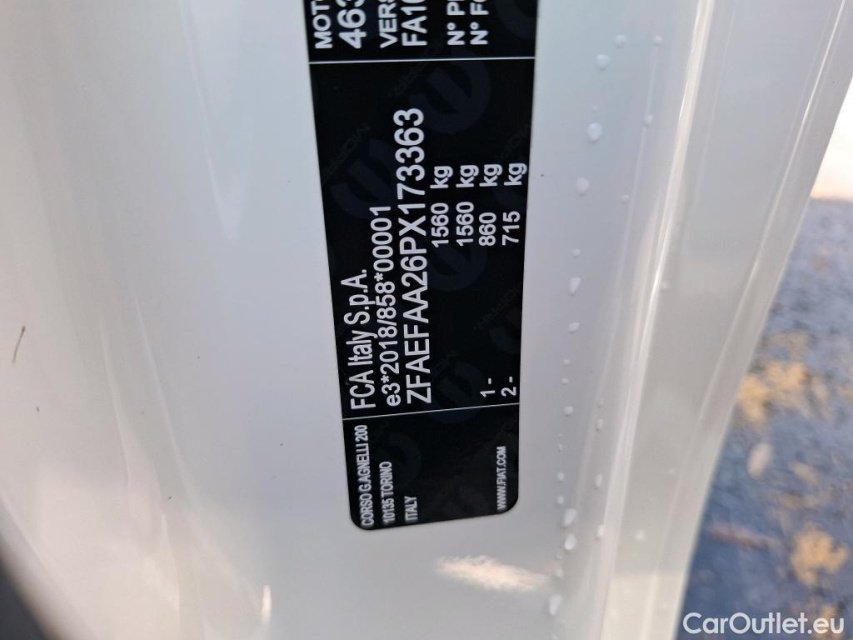 CORSO G.AGNELLI 200
10135 TORINO
ITALY
WWW.FIAT.COM
FCA Italy S.p.A.
e3*2018/858*00001
ZFAEFAA26PX173363
1560 kg
1560 kg
1- 860 kg
2- 715 kg
MOTO
463
VERS
FA1
N° P
N° F
CarOutlet.eu